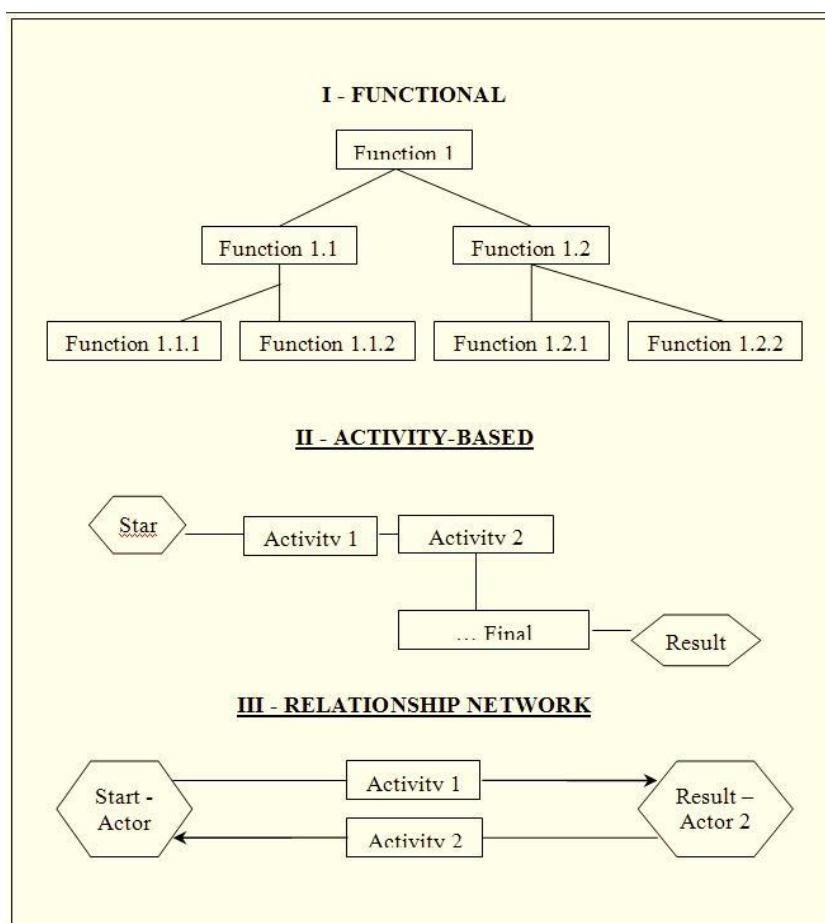 I - FUNCTIONAL
Function 1
Function 1.1
Function 1.2
Function 1.1.1
Function 1.1.2
Function 1.2.1
Function 1.2.2
II - ACTIVITY-BASED
Star
Activity 1
Activity 2
... Final
Result
III - RELATIONSHIP NETWORK
Start -
Actor
Activity 1
Result –
Actor 2
Activity 2